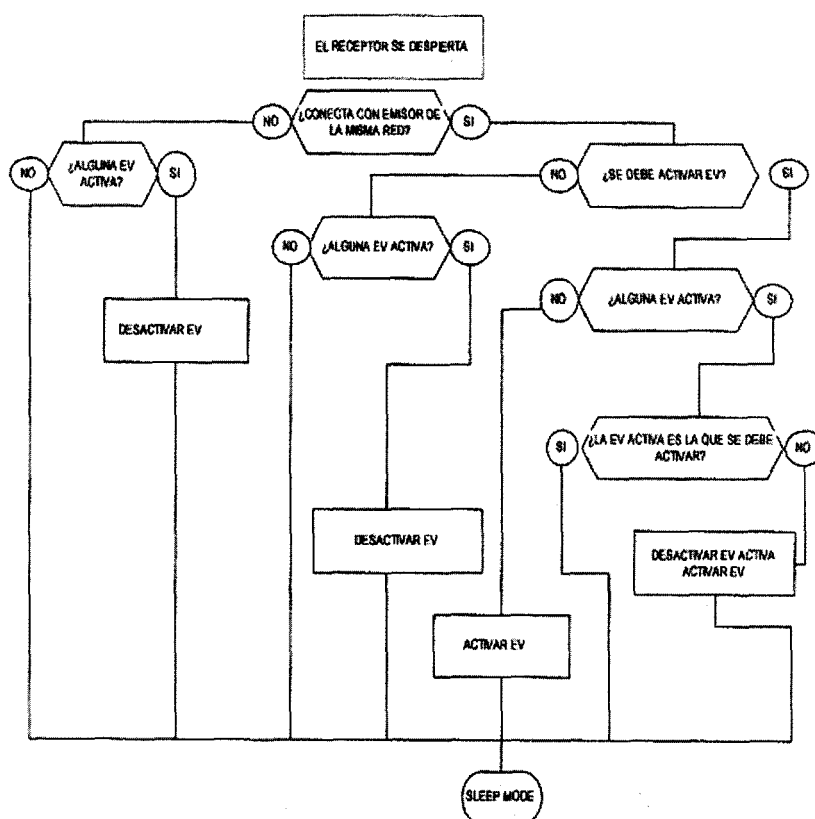 EL RECEPTOR SE DESPIERTA
NO
¿CONECTA CON EMISOR DE
LA MISMA RED?
SI
NO
¿ALGUNA EV
ACTIVA?
SI
NO
¿SE DEBE ACTIVAR EV?
SI
NO
¿ALGUNA EV ACTIVA?
SI
NO
¿ALGUNA EV ACTIVA?
SI
DESACTIVAR EV
SI
¿LA EV ACTIVA ES LA QUE SE DEBE
ACTIVAR?
NO
DESACTIVAR EV
DESACTIVAR EV ACTIVA
ACTIVAR EV
ACTIVAR EV
SLEEP MODE